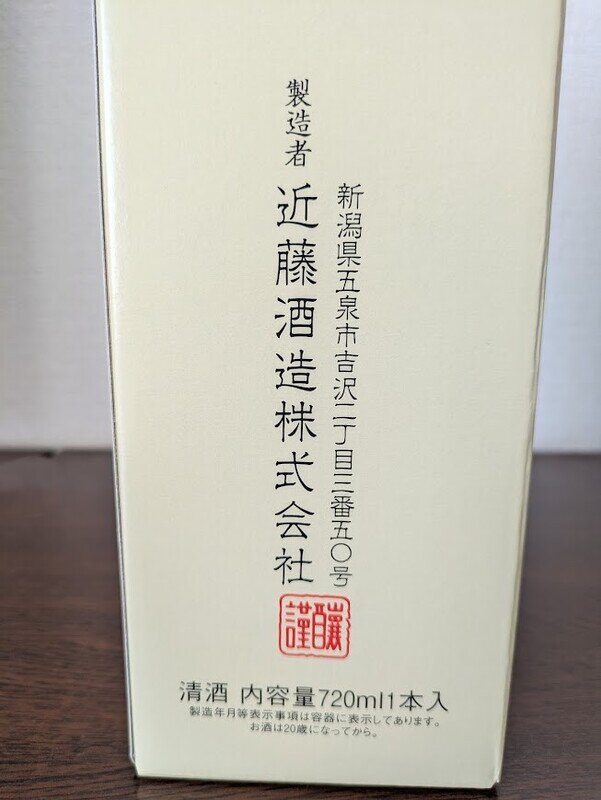 新潟県五泉市吉沢二丁目三番五〇号
製造者 近藤酒造株式会社
謹醸
清酒 内容量720ml1本入
製造年月等表示事項は容器に表示してあります。
お酒は20歳になってから。